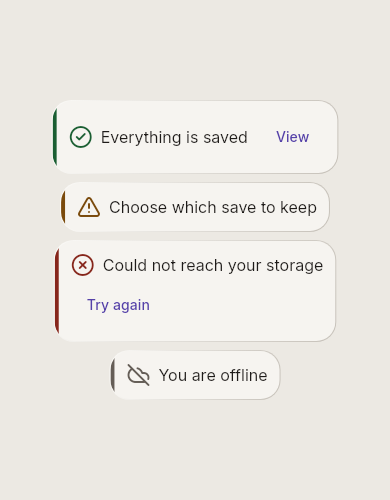 Everything is saved View
Choose which save to keep
Could not reach your storage
Try again
You are offline